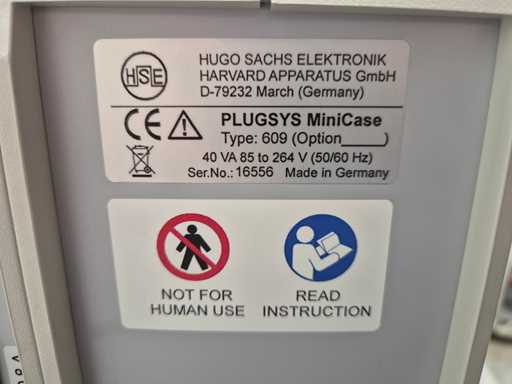 HSE
HUGO SACHS ELEKTRONIK
HARVARD APPARATUS GmbH
D-79232 March (Germany)
CE
PLUGSYS MiniCase
Type: 609 (Option_____)
40 VA 85 to 264 V (50/60 Hz)
Ser.No.: 16556 Made in Germany
NOT FOR
HUMAN USE
READ
INSTRUCTION